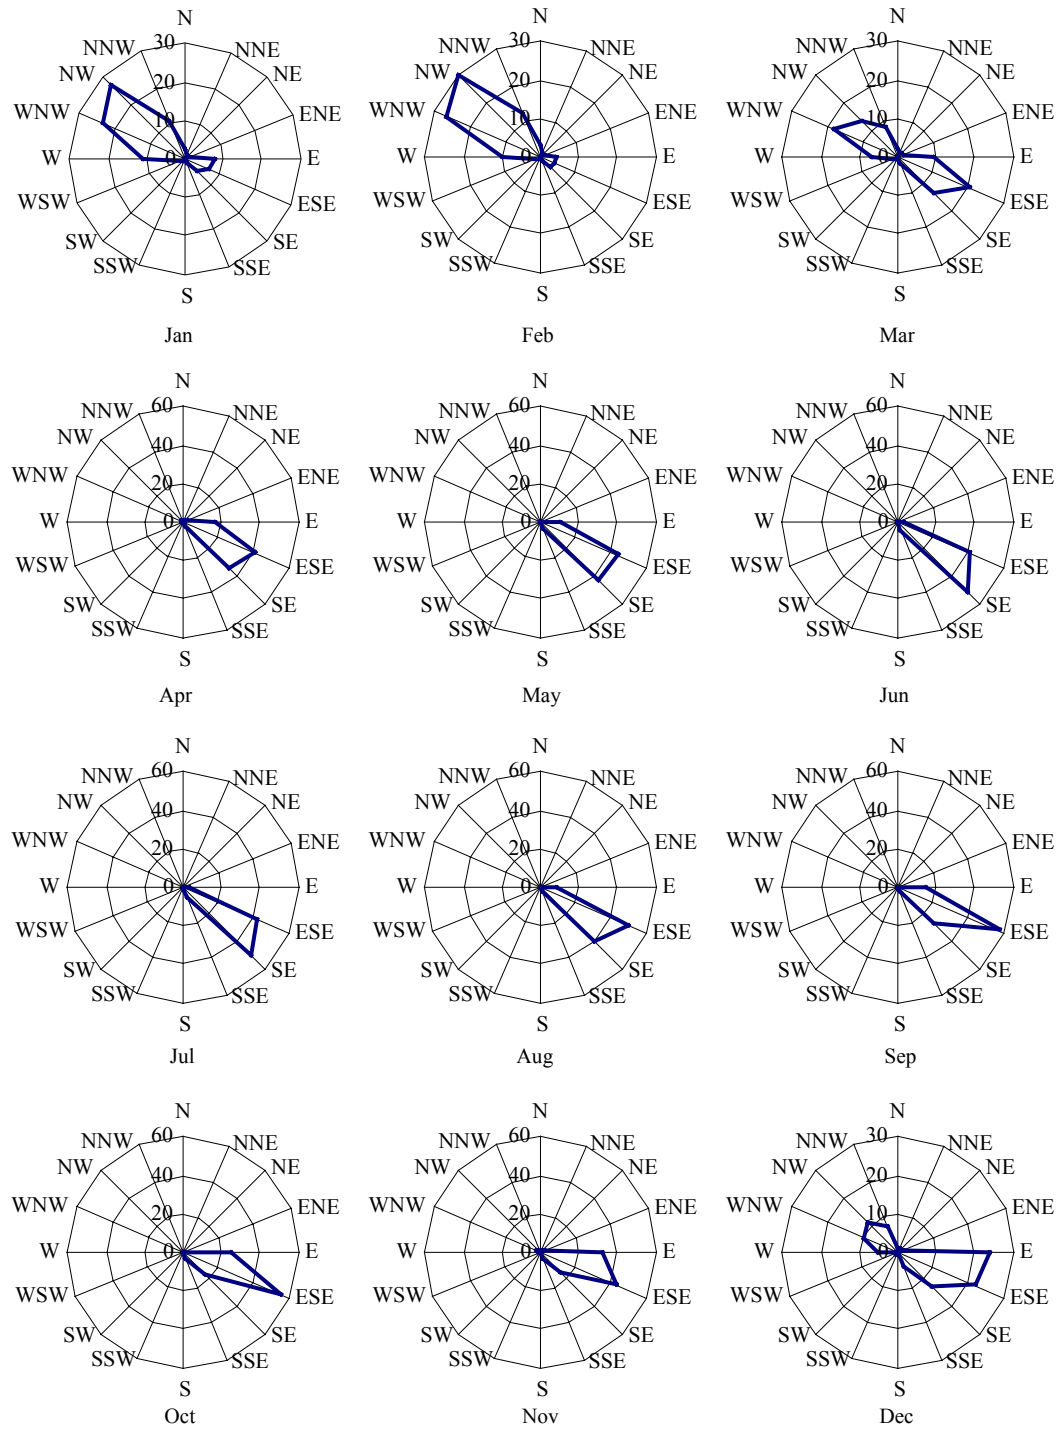 N
NNE
NE
ENE
E
ESE
SE
SSE
S
SSW
SW
WSW
W
WNW
NW
NNW
30
20
10
0
Jan
N
NNE
NE
ENE
E
ESE
SE
SSE
S
SSW
SW
WSW
W
WNW
NW
NNW
30
20
10
0
Feb
N
NNE
NE
ENE
E
ESE
SE
SSE
S
SSW
SW
WSW
W
WNW
NW
NNW
30
20
10
0
Mar
N
NNE
NE
ENE
E
ESE
SE
SSE
S
SSW
SW
WSW
W
WNW
NW
NNW
60
40
20
0
Apr
N
NNE
NE
ENE
E
ESE
SE
SSE
S
SSW
SW
WSW
W
WNW
NW
NNW
60
40
20
0
May
N
NNE
NE
ENE
E
ESE
SE
SSE
S
SSW
SW
WSW
W
WNW
NW
NNW
60
40
20
0
Jun
N
NNE
NE
ENE
E
ESE
SE
SSE
S
SSW
SW
WSW
W
WNW
NW
NNW
60
40
20
0
Jul
N
NNE
NE
ENE
E
ESE
SE
SSE
S
SSW
SW
WSW
W
WNW
NW
NNW
60
40
20
0
Aug
N
NNE
NE
ENE
E
ESE
SE
SSE
S
SSW
SW
WSW
W
WNW
NW
NNW
60
40
20
0
Sep
N
NNE
NE
ENE
E
ESE
SE
SSE
S
SSW
SW
WSW
W
WNW
NW
NNW
60
40
20
0
Oct
N
NNE
NE
ENE
E
ESE
SE
SSE
S
SSW
SW
WSW
W
WNW
NW
NNW
60
40
20
0
Nov
N
NNE
NE
ENE
E
ESE
SE
SSE
S
SSW
SW
WSW
W
WNW
NW
NNW
30
20
10
0
Dec